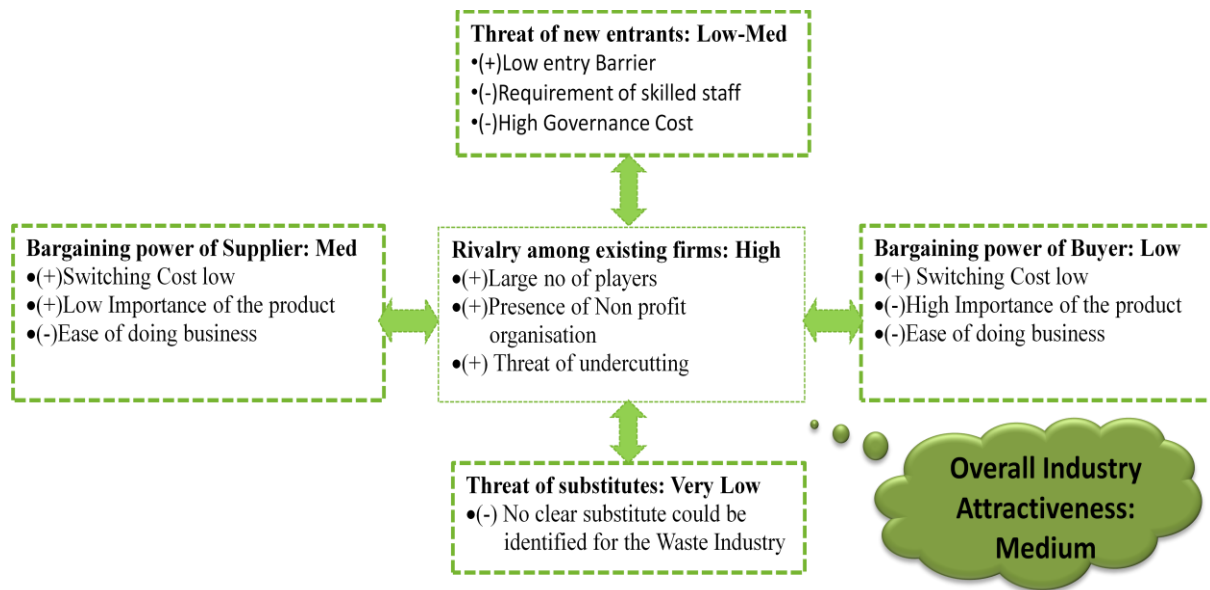 Threat of new entrants: Low-Med
•(+)Low entry Barrier
•(-)Requirement of skilled staff
•(-)High Governance Cost
Bargaining power of Supplier: Med
•(+)Switching Cost low
•(+)Low Importance of the product
•(-)Ease of doing business
Rivalry among existing firms: High
•(+)Large no of players
•(+)Presence of Non profit
organisation
•(+) Threat of undercutting
Bargaining power of Buyer: Low
•(+) Switching Cost low
•(-)High Importance of the product
•(-)Ease of doing business
Threat of substitutes: Very Low
•(-) No clear substitute could be
identified for the Waste Industry
Overall Industry
Attractiveness:
Medium